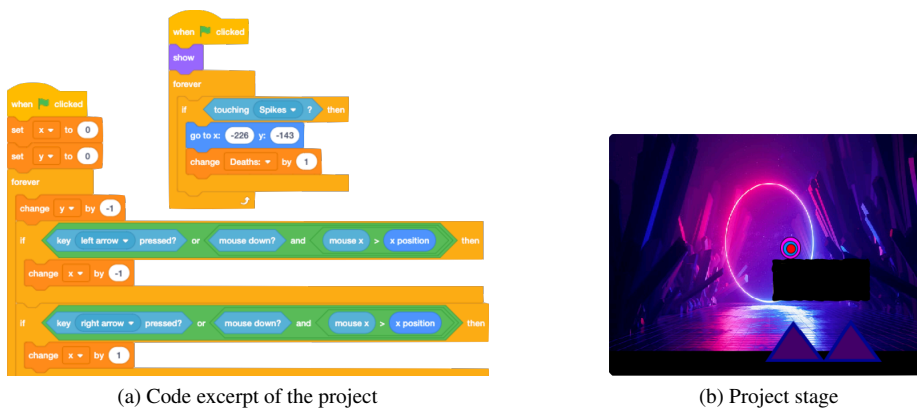 when clicked
show
forever
if touching Spikes ? then
go to x: -226 y: -143
change Deaths: by 1
when clicked
set x to 0
set y to 0
forever
change y by -1
if key left arrow pressed? or mouse down? and mouse x > x position then
change x by -1
if key right arrow pressed? or mouse down? and mouse x > x position then
change x by 1
(a) Code excerpt of the project
(b) Project stage